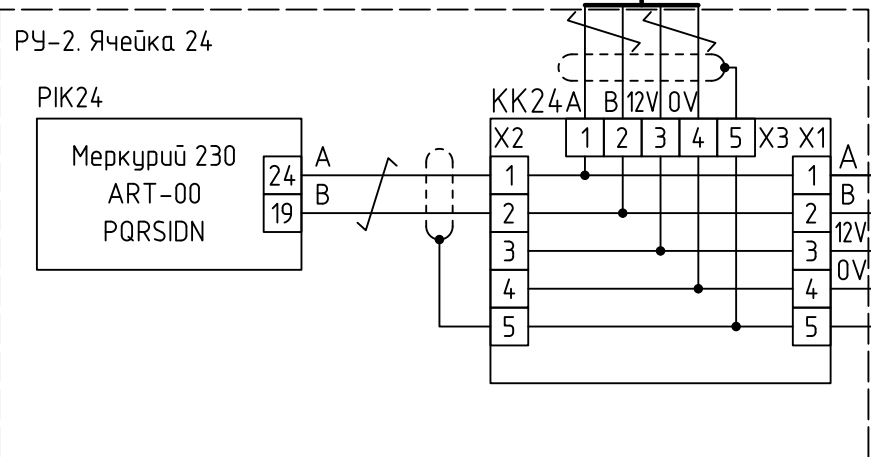 РУ-2. Ячейка 24
PIK24
Меркурий 230
ART-00
PQRSIDN
24
19
A
B
KK24
A B 12V 0V
X2
1 2 3 4 5
X3
X1
1
2
3
4
5
1
2
3
4
5
A
B
12V
0V